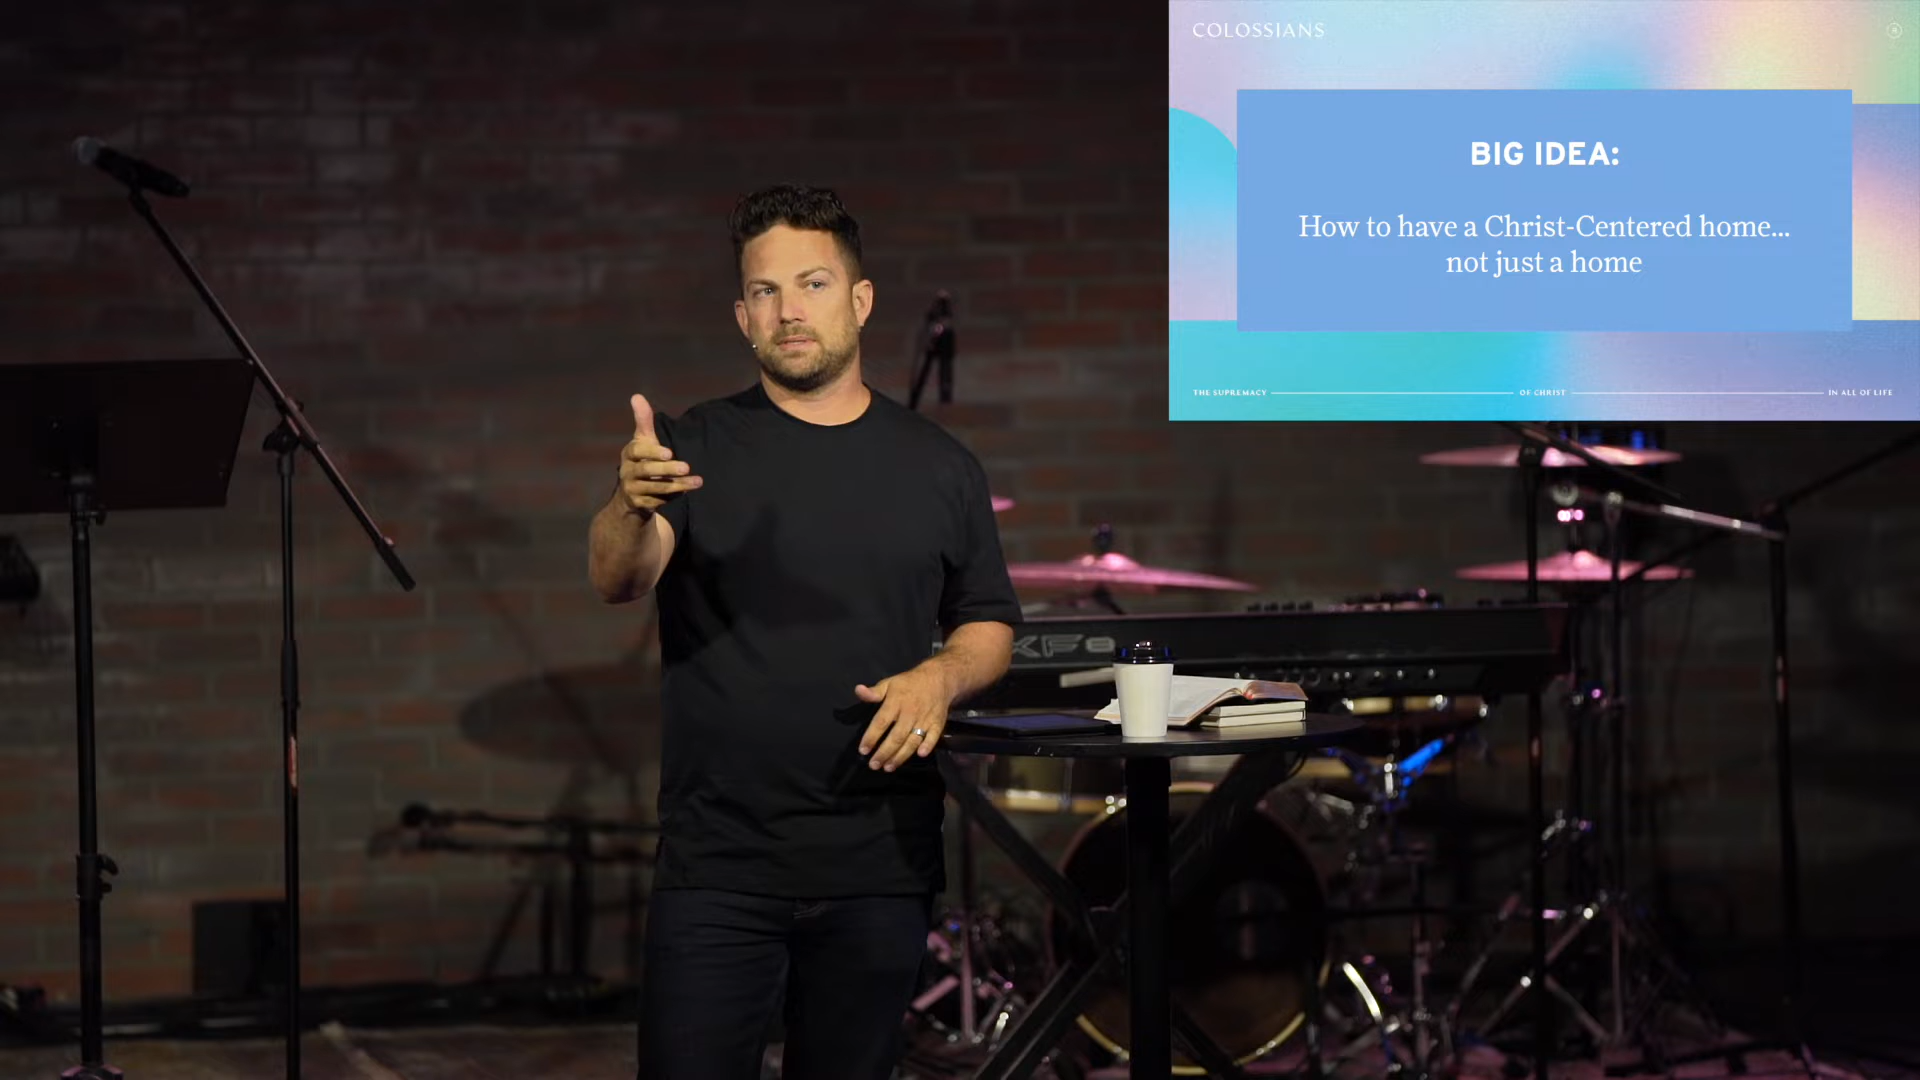 COLOSSIANS
BIG IDEA:
How to have a Christ-Centered home...
not just a home
THE SUPREMACY OF CHRIST IN ALL OF LIFE
XF8